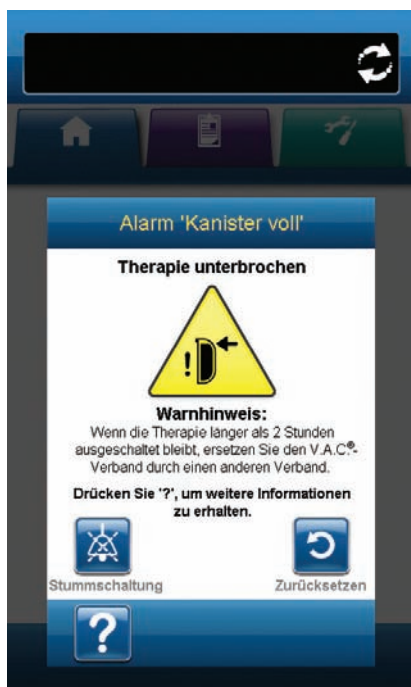 Alarm 'Kanister voll'
Therapie unterbrochen
!
Warnhinweis:
Wenn die Therapie länger als 2 Stunden
ausgeschaltet bleibt, ersetzen Sie den V.A.C.®-
Verband durch einen anderen Verband.
Drücken Sie '?', um weitere Informationen
zu erhalten.
Stummschaltung Zurücksetzen
?